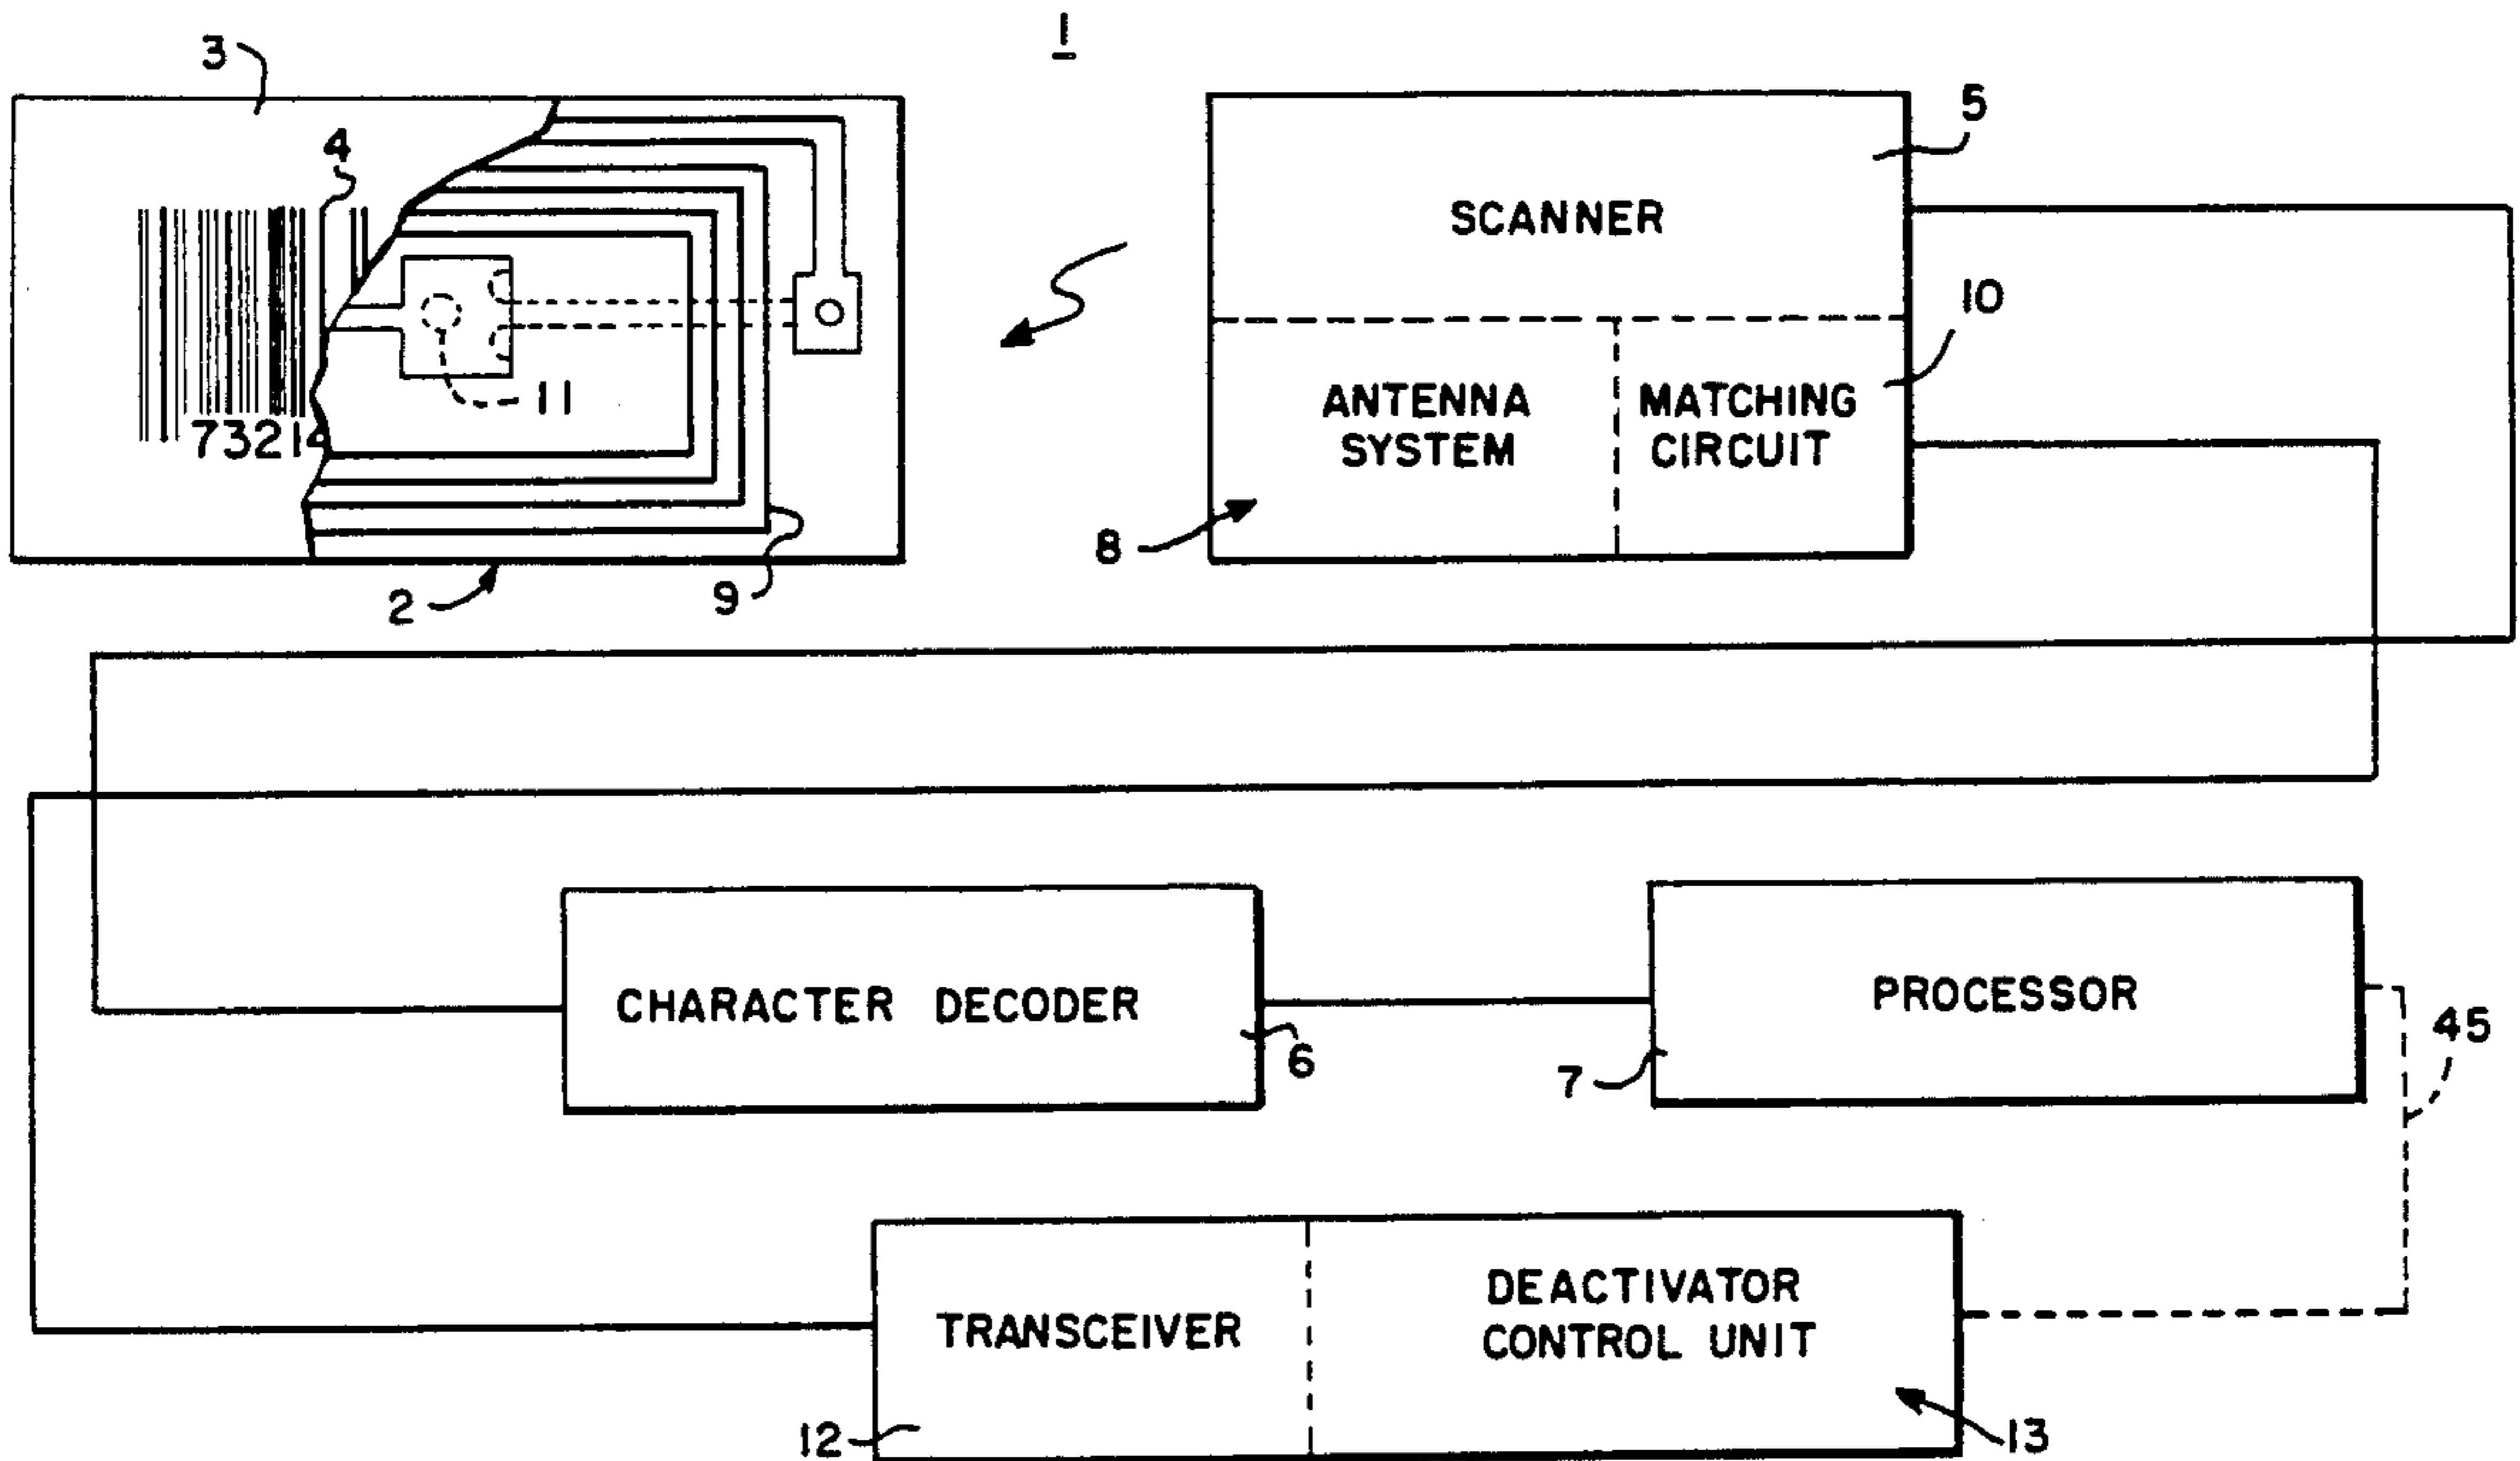 1
3
4
73214
11
2
9
SCANNER
5
ANTENNA
SYSTEM
MATCHING
CIRCUIT
10
8
CHARACTER DECODER
6
PROCESSOR
7
45
TRANSCEIVER
12
DEACTIVATOR
CONTROL UNIT
13